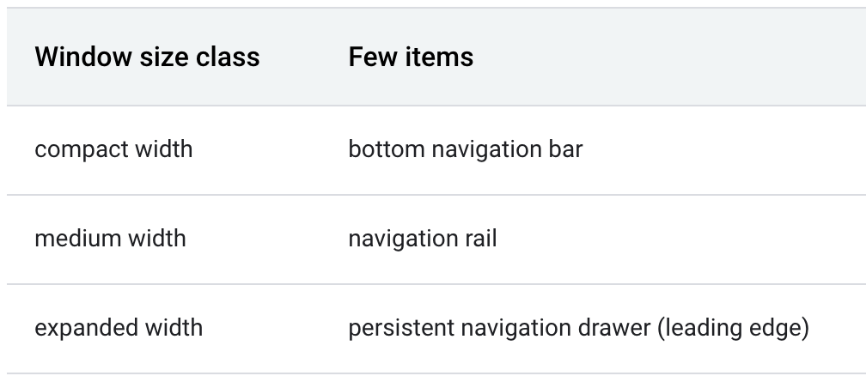 Window size class Few items
compact width bottom navigation bar
medium width navigation rail
expanded width persistent navigation drawer (leading edge)